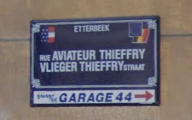 ETTERBEEK
RUE AVIATEUR THIEFFRY
VLIEGER THIEFFRYSTRAAT
GARAGE 44